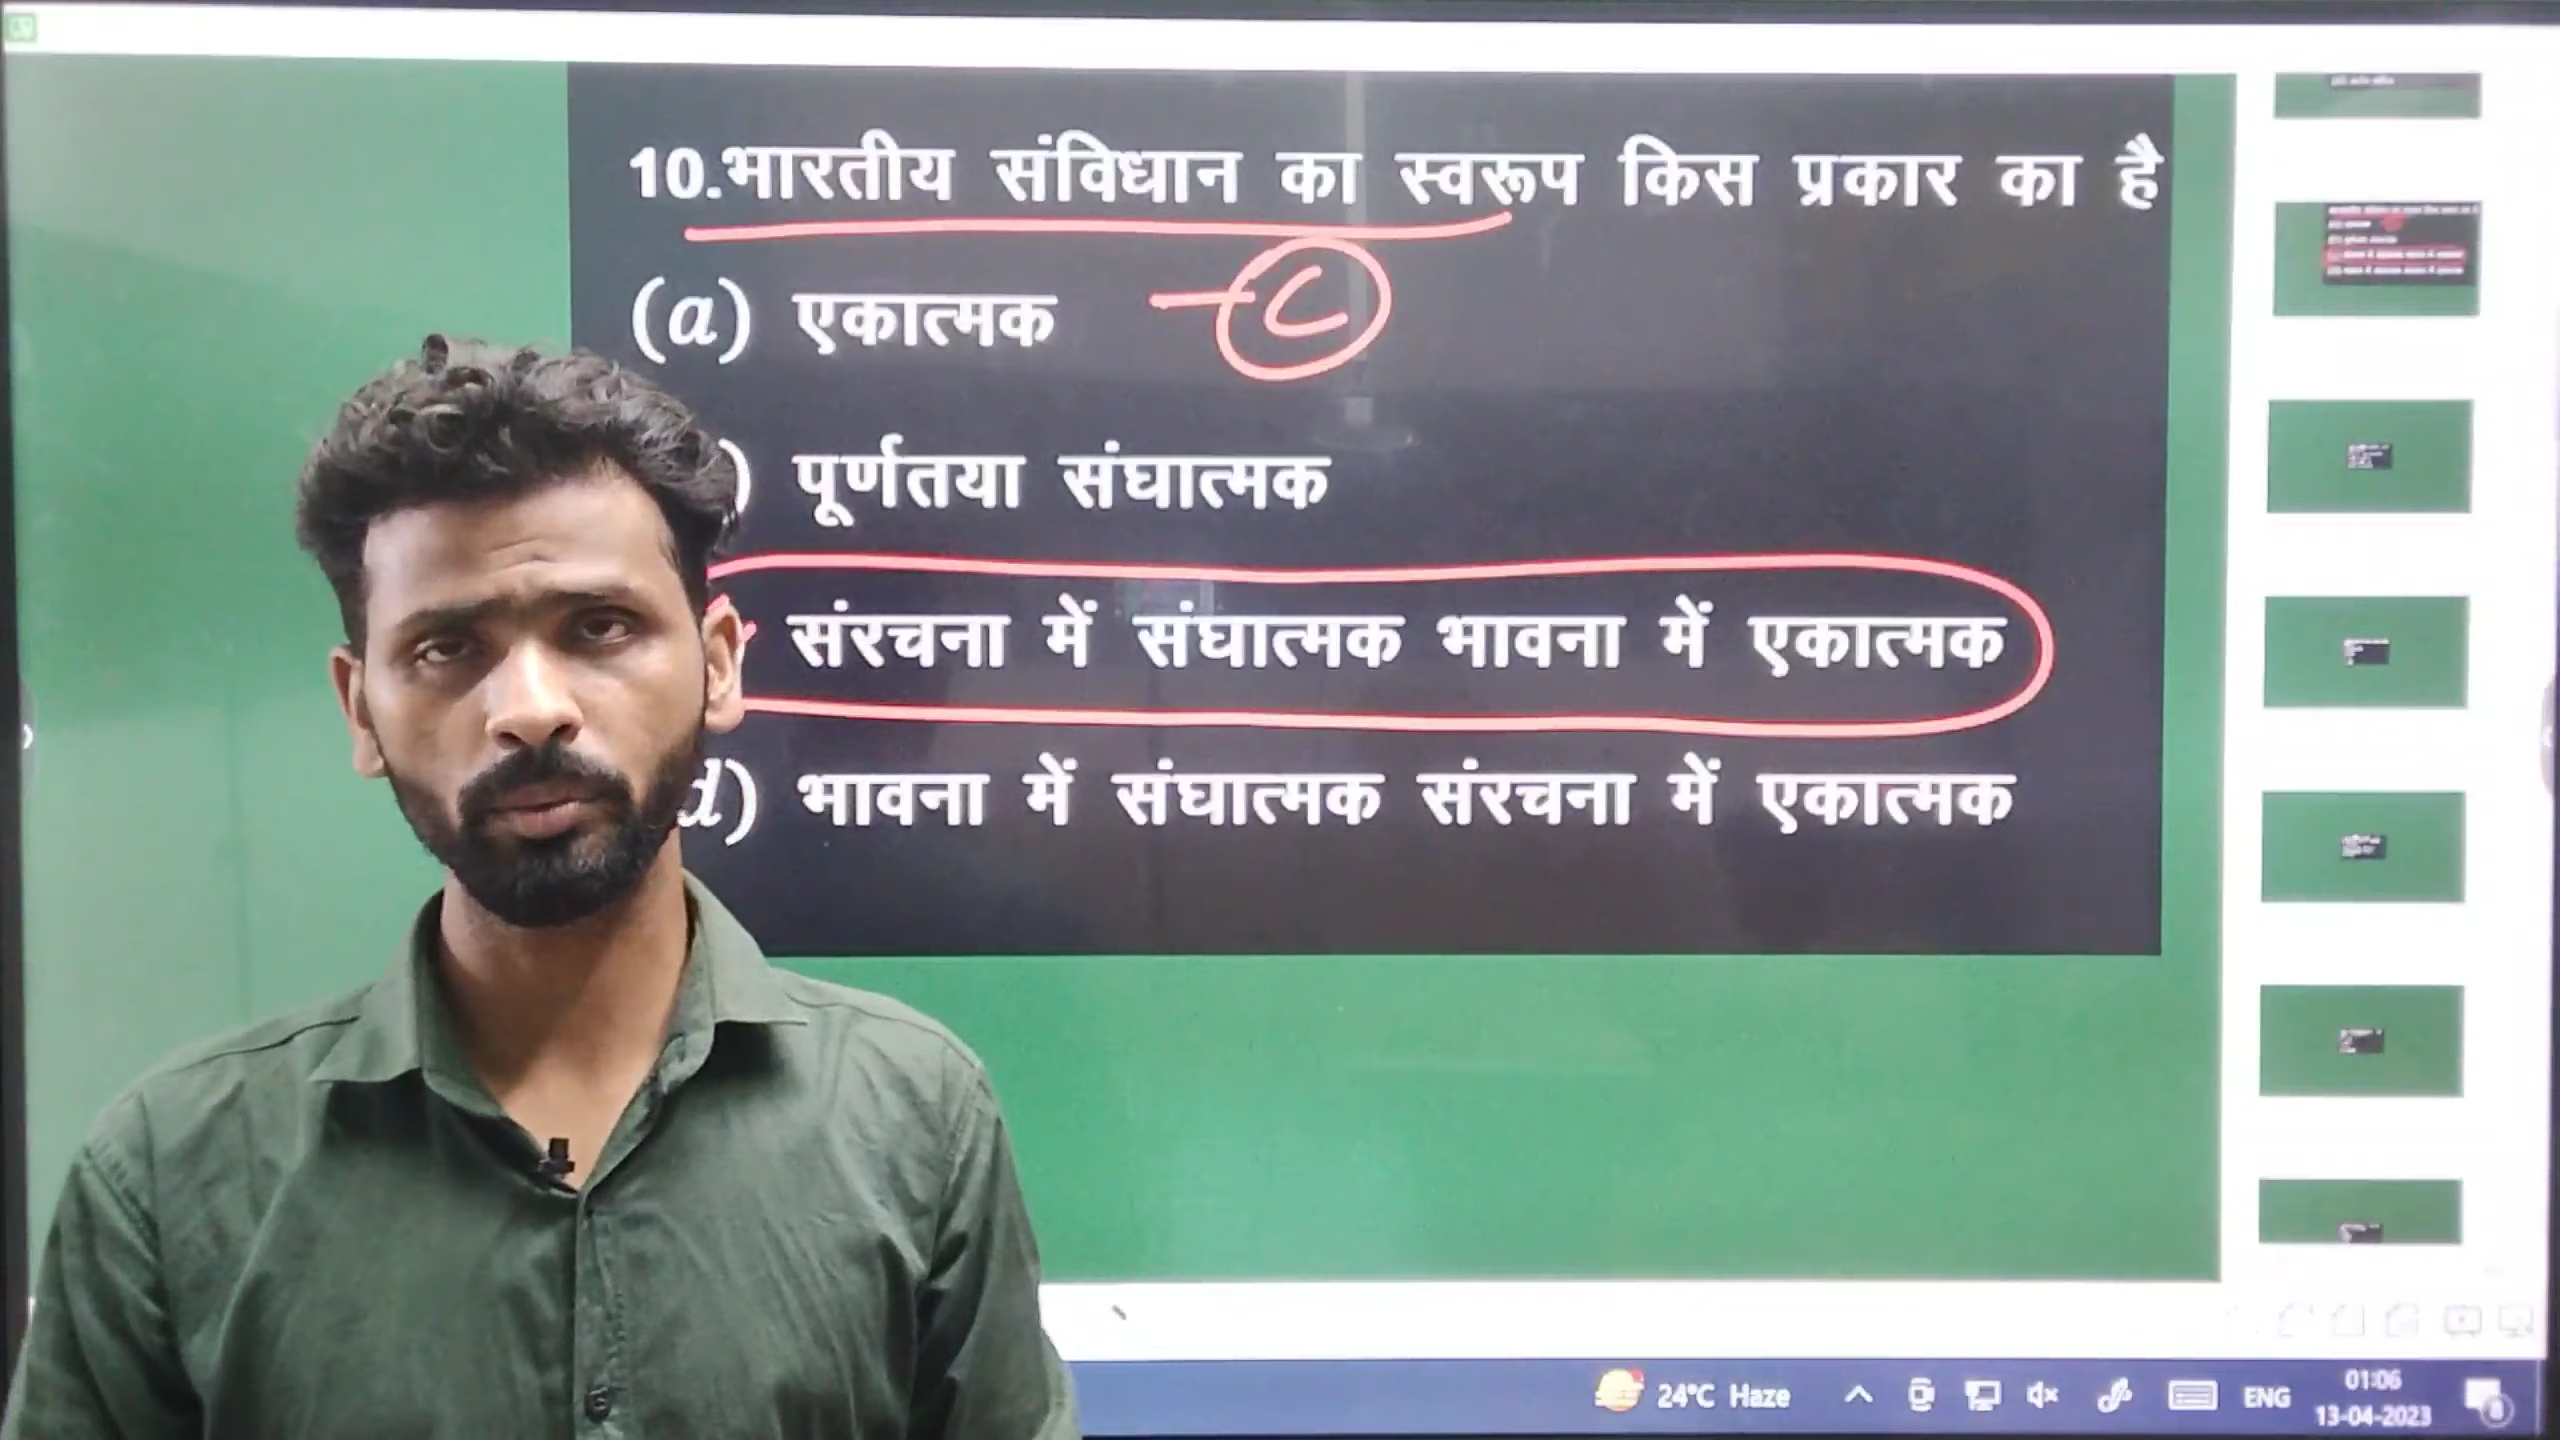 10.भारतीय संविधान का स्वरूप किस प्रकार का है
(a) एकात्मक
C
) पूर्णतया संघात्मक
संरचना में संघात्मक भावना में एकात्मक
d) भावना में संघात्मक संरचना में एकात्मक
24°C Haze
ENG
01:06
13-04-2023